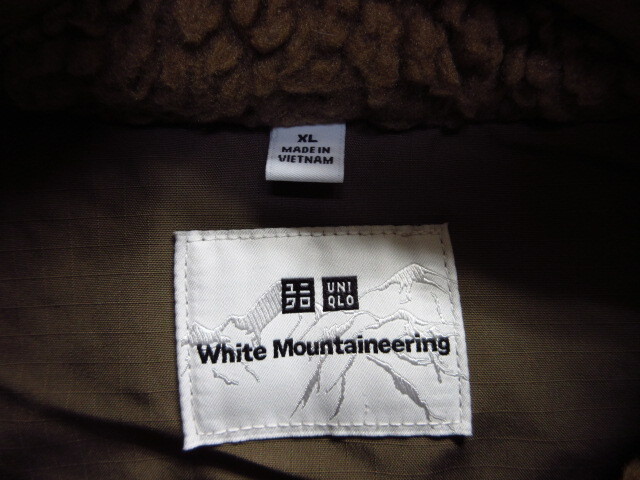 XL
MADE IN
VIETNAM
ユニ UNI
クロ QLO
White Mountaineering